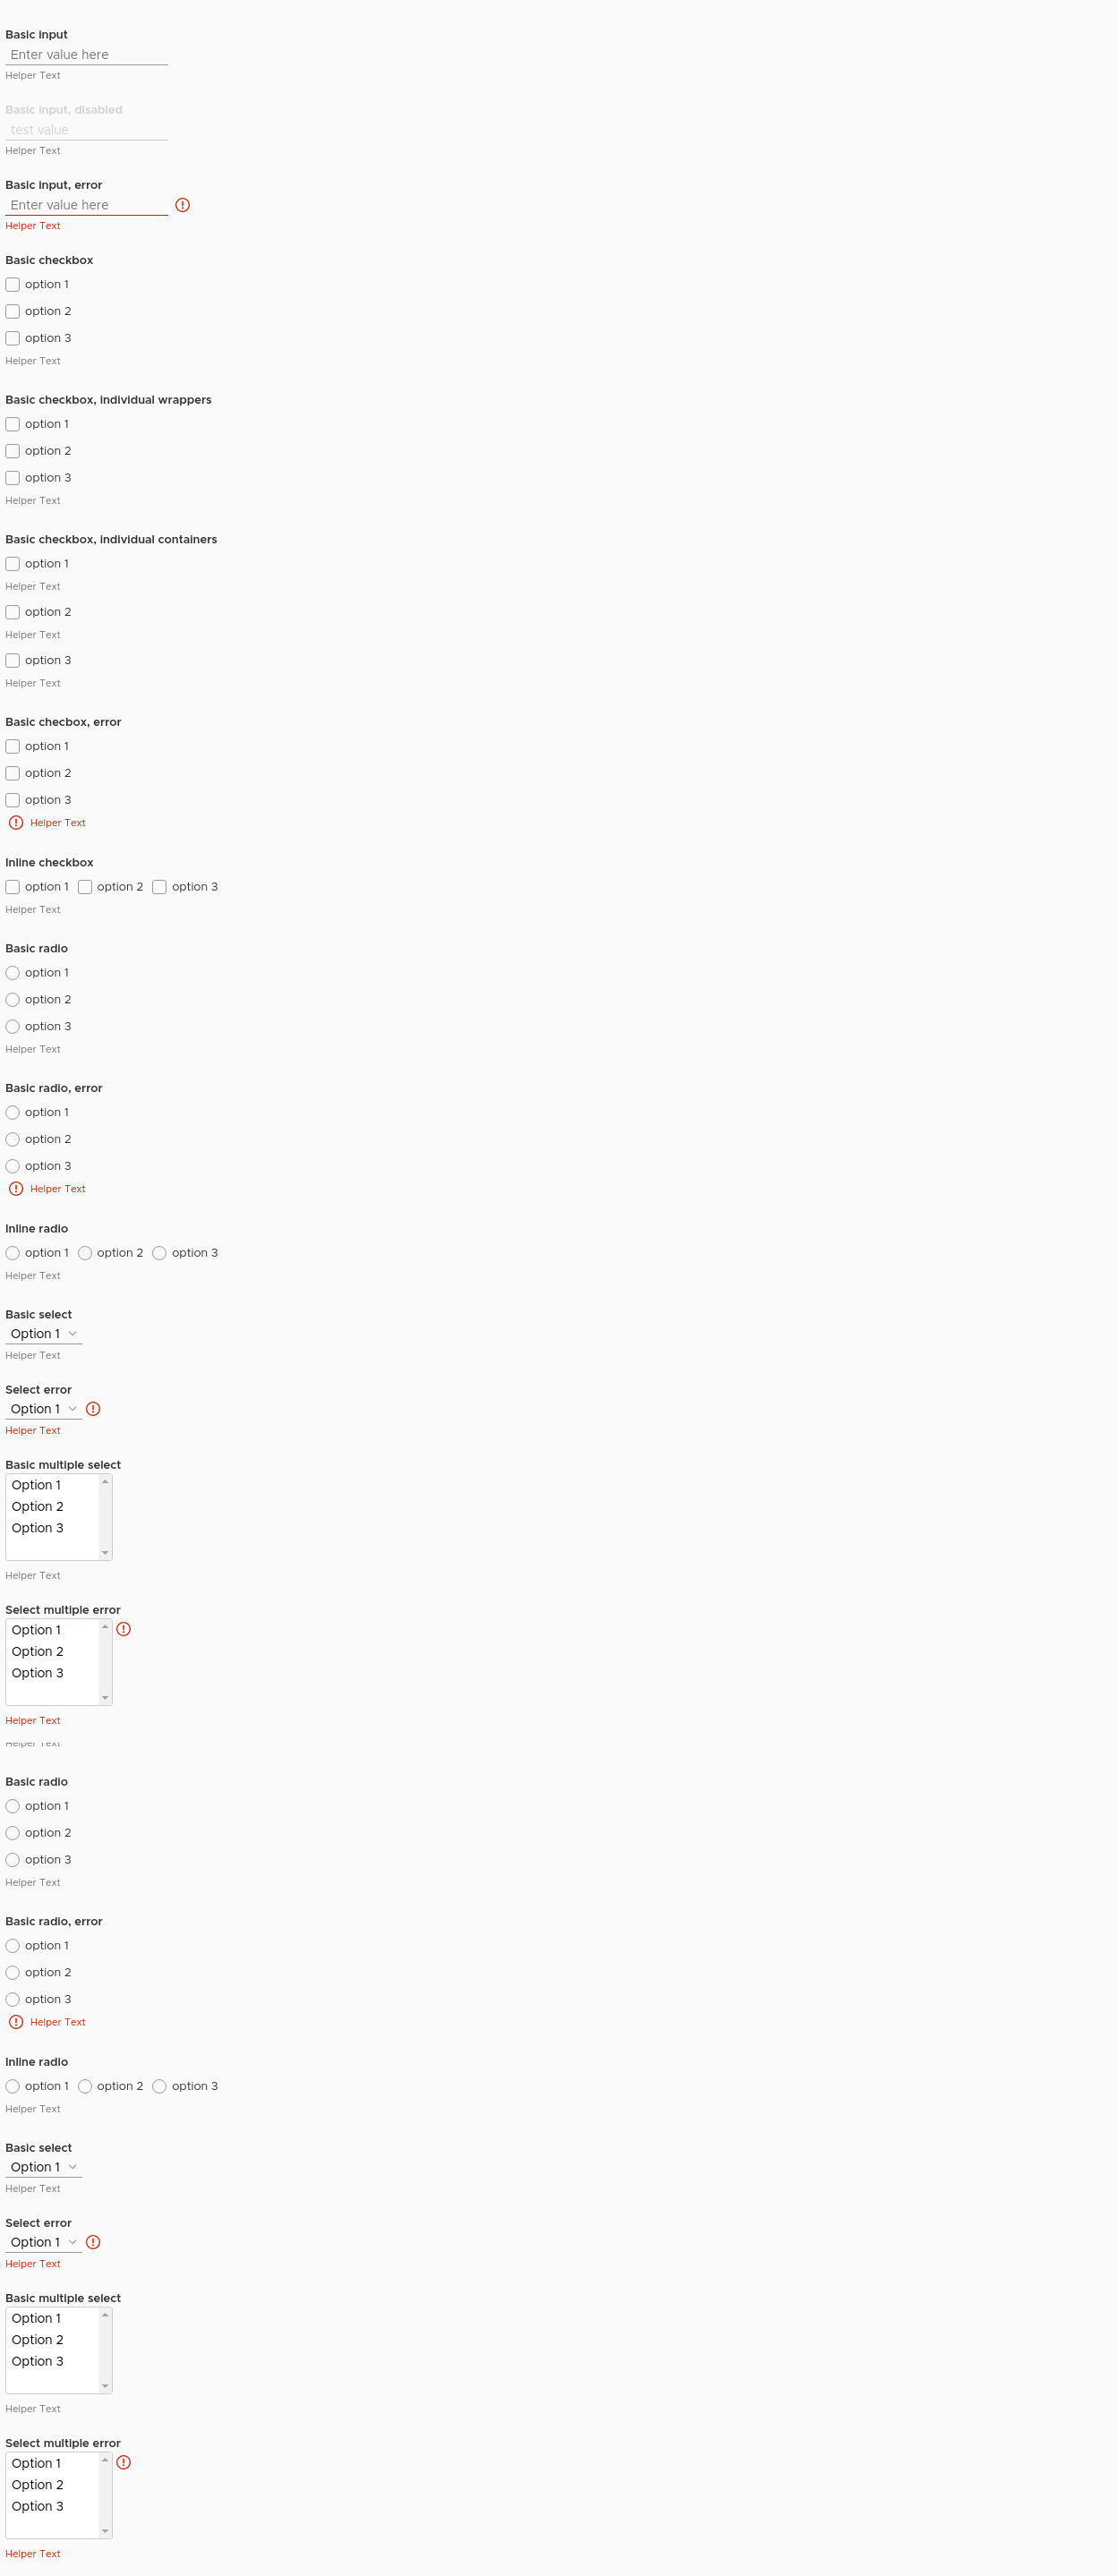 Basic input
Enter value here
Helper Text
Basic input, disabled
test value
Helper Text
Basic input, error
Enter value here
Helper Text
Basic checkbox
option 1
option 2
option 3
Helper Text
Basic checkbox, individual wrappers
option 1
option 2
option 3
Helper Text
Basic checkbox, individual containers
option 1
Helper Text
option 2
Helper Text
option 3
Helper Text
Basic checbox, error
option 1
option 2
option 3
Helper Text
Inline checkbox
option 1 option 2 option 3
Helper Text
Basic radio
option 1
option 2
option 3
Helper Text
Basic radio, error
option 1
option 2
option 3
Helper Text
Inline radio
option 1 option 2 option 3
Helper Text
Basic select
Option 1
Helper Text
Select error
Option 1
Helper Text
Basic multiple select
Option 1
Option 2
Option 3
Helper Text
Select multiple error
Option 1
Option 2
Option 3
Helper Text
Helper Text
Basic radio
option 1
option 2
option 3
Helper Text
Basic radio, error
option 1
option 2
option 3
Helper Text
Inline radio
option 1 option 2 option 3
Helper Text
Basic select
Option 1
Helper Text
Select error
Option 1
Helper Text
Basic multiple select
Option 1
Option 2
Option 3
Helper Text
Select multiple error
Option 1
Option 2
Option 3
Helper Text